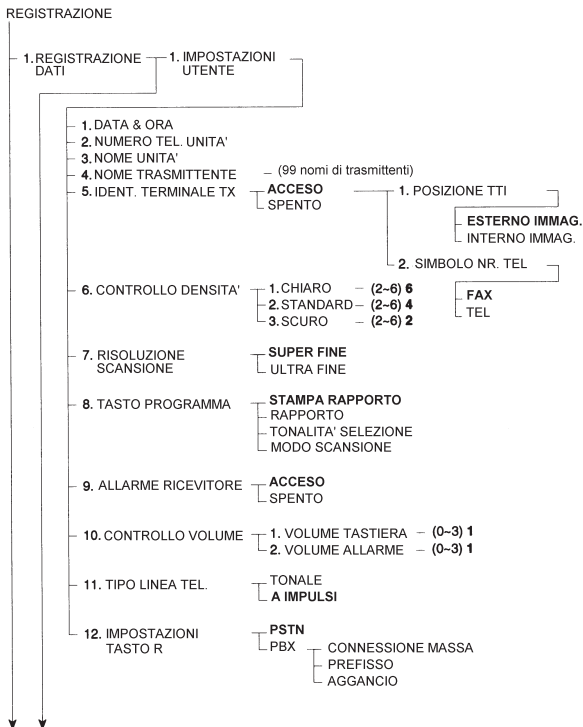 REGISTRAZIONE
1. REGISTRAZIONE DATI
1. IMPOSTAZIONI UTENTE
1. DATA & ORA
2. NUMERO TEL. UNITA'
3. NOME UNITA'
4. NOME TRASMITTENTE – (99 nomi di trasmittenti)
5. IDENT. TERMINALE TX
ACCESO
SPENTO
1. POSIZIONE TTI
ESTERNO IMMAG.
INTERNO IMMAG.
2. SIMBOLO NR. TEL
FAX
TEL
6. CONTROLLO DENSITA'
1. CHIARO – (2~6) 6
2. STANDARD – (2~6) 4
3. SCURO – (2~6) 2
7. RISOLUZIONE SCANSIONE
SUPER FINE
ULTRA FINE
8. TASTO PROGRAMMA
STAMPA RAPPORTO
RAPPORTO
TONALITA' SELEZIONE
MODO SCANSIONE
9. ALLARME RICEVITORE
ACCESO
SPENTO
10. CONTROLLO VOLUME
1. VOLUME TASTIERA – (0~3) 1
2. VOLUME ALLARME – (0~3) 1
11. TIPO LINEA TEL.
TONALE
A IMPULSI
12. IMPOSTAZIONI TASTO R
PSTN
PBX
CONNESSIONE MASSA
PREFISSO
AGGANCIO